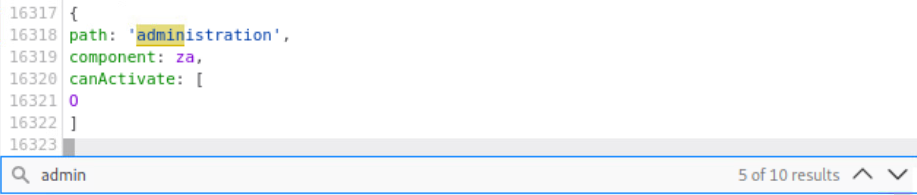 16317 {
16318 path: 'administration',
16319 component: za,
16320 canActivate: [
16321 O
16322 ]
16323
admin 5 of 10 results